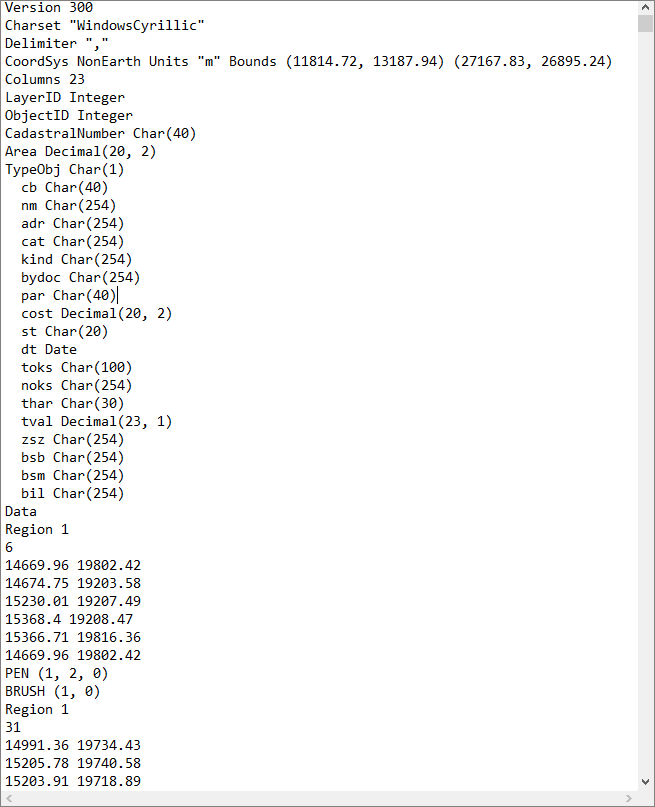 Version 300
Charset "WindowsCyrillic"
Delimiter ","
CoordSys NonEarth Units "m" Bounds (11814.72, 13187.94) (27167.83, 26895.24)
Columns 23
LayerID Integer
ObjectID Integer
CadastralNumber Char(40)
Area Decimal(20, 2)
TypeObj Char(1)
cb Char(40)
nm Char(254)
adr Char(254)
cat Char(254)
kind Char(254)
bydoc Char(254)
par Char(40)
cost Decimal(20, 2)
st Char(20)
dt Date
toks Char(100)
noks Char(254)
thar Char(30)
tval Decimal(23, 1)
zsz Char(254)
bsb Char(254)
bsm Char(254)
bil Char(254)
Data
Region 1
6
14669.96 19802.42
14674.75 19203.58
15230.01 19207.49
15368.4 19208.47
15366.71 19816.36
14669.96 19802.42
PEN (1, 2, 0)
BRUSH (1, 0)
Region 1
31
14991.36 19734.43
15205.78 19740.58
15203.91 19718.89